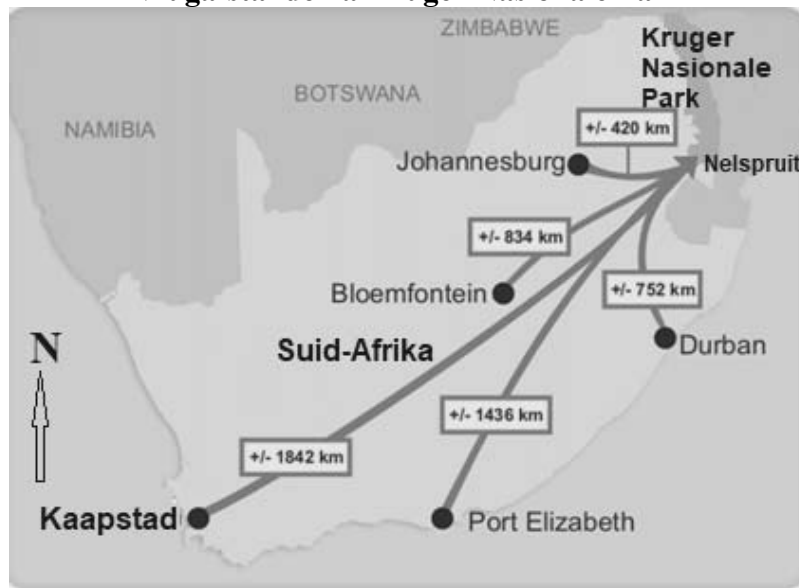 ZIMBABWE
Kruger
Nasionale
Park
BOTSWANA
NAMIBIA
+/- 420 km
Johannesburg
Nelspruit
+/- 834 km
Bloemfontein
+/- 752 km
N
Suid-Afrika
Durban
+/- 1436 km
+/- 1842 km
Kaapstad
Port Elizabeth